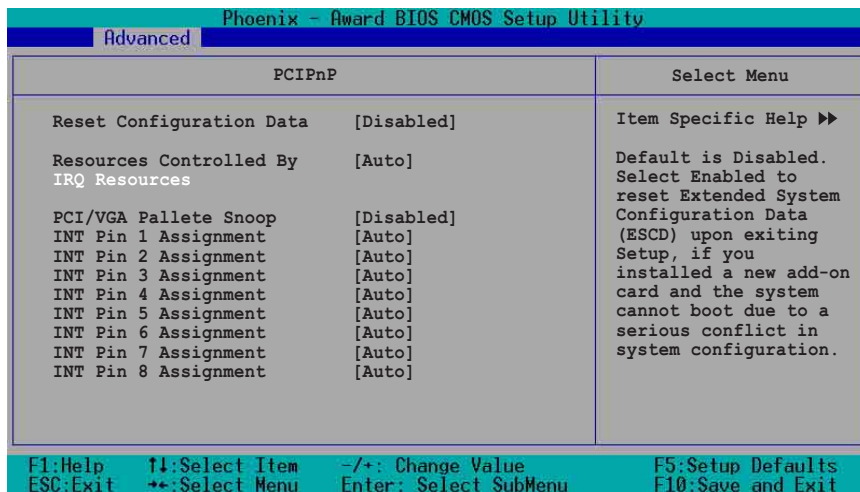 Phoenix - Award BIOS CMOS Setup Utility
Advanced
PCIPnP
Select Menu
Reset Configuration Data [Disabled]
Resources Controlled By [Auto]
IRQ Resources
PCI/VGA Pallete Snoop [Disabled]
INT Pin 1 Assignment [Auto]
INT Pin 2 Assignment [Auto]
INT Pin 3 Assignment [Auto]
INT Pin 4 Assignment [Auto]
INT Pin 5 Assignment [Auto]
INT Pin 6 Assignment [Auto]
INT Pin 7 Assignment [Auto]
INT Pin 8 Assignment [Auto]
Item Specific Help ▶▶
Default is Disabled.
Select Enabled to
reset Extended System
Configuration Data
(ESCD) upon exiting
Setup, if you
installed a new add-on
card and the system
cannot boot due to a
serious conflict in
system configuration.
F1:Help ↑↓:Select Item -/+: Change Value F5:Setup Defaults
ESC:Exit →←:Select Menu Enter: Select SubMenu F10:Save and Exit